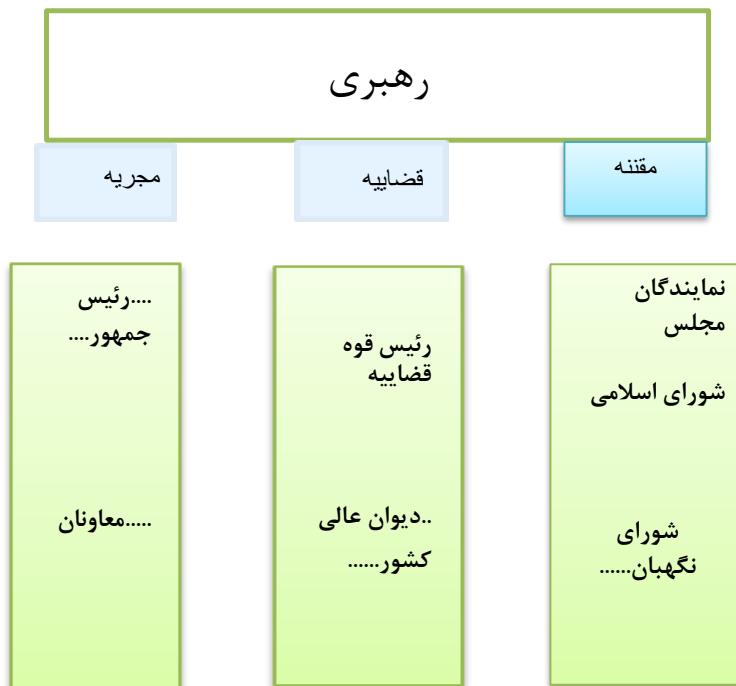 رهبری
مقننه
قضاییه
مجریه
نمایندگان
مجلس
شورای اسلامی
شورای
نگهبان......
رئیس قوه
قضاییه
..دیوان عالی
کشور......
....رئیس
جمهور....
.....معاونان